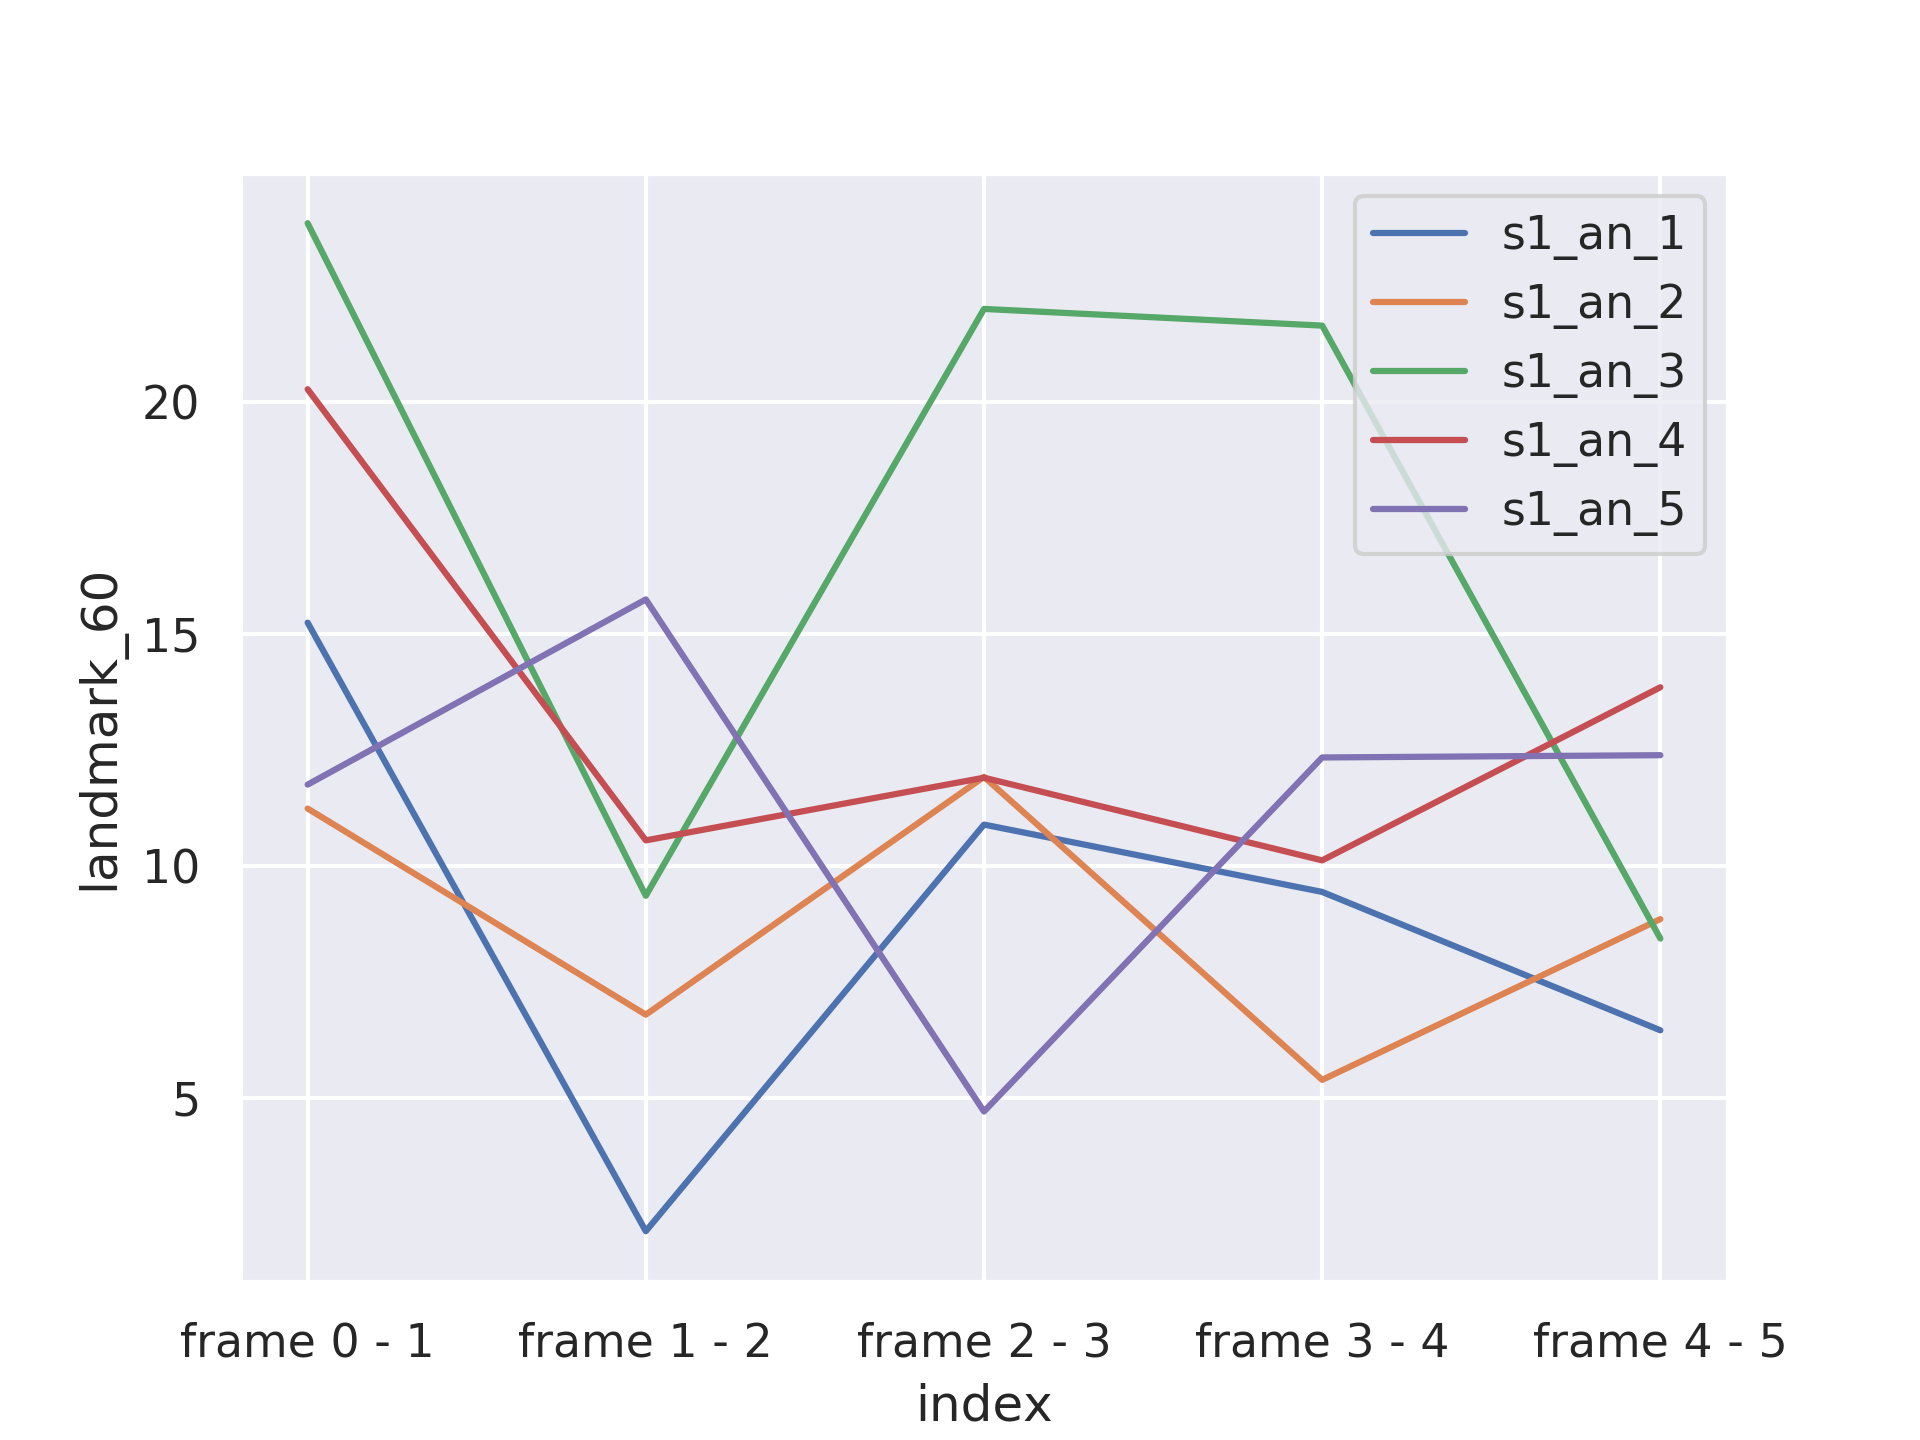 s1_an_1
s1_an_2
s1_an_3
s1_an_4
s1_an_5
landmark_60
20
15
10
5
frame 0 - 1 frame 1 - 2 frame 2 - 3 frame 3 - 4 frame 4 - 5
index